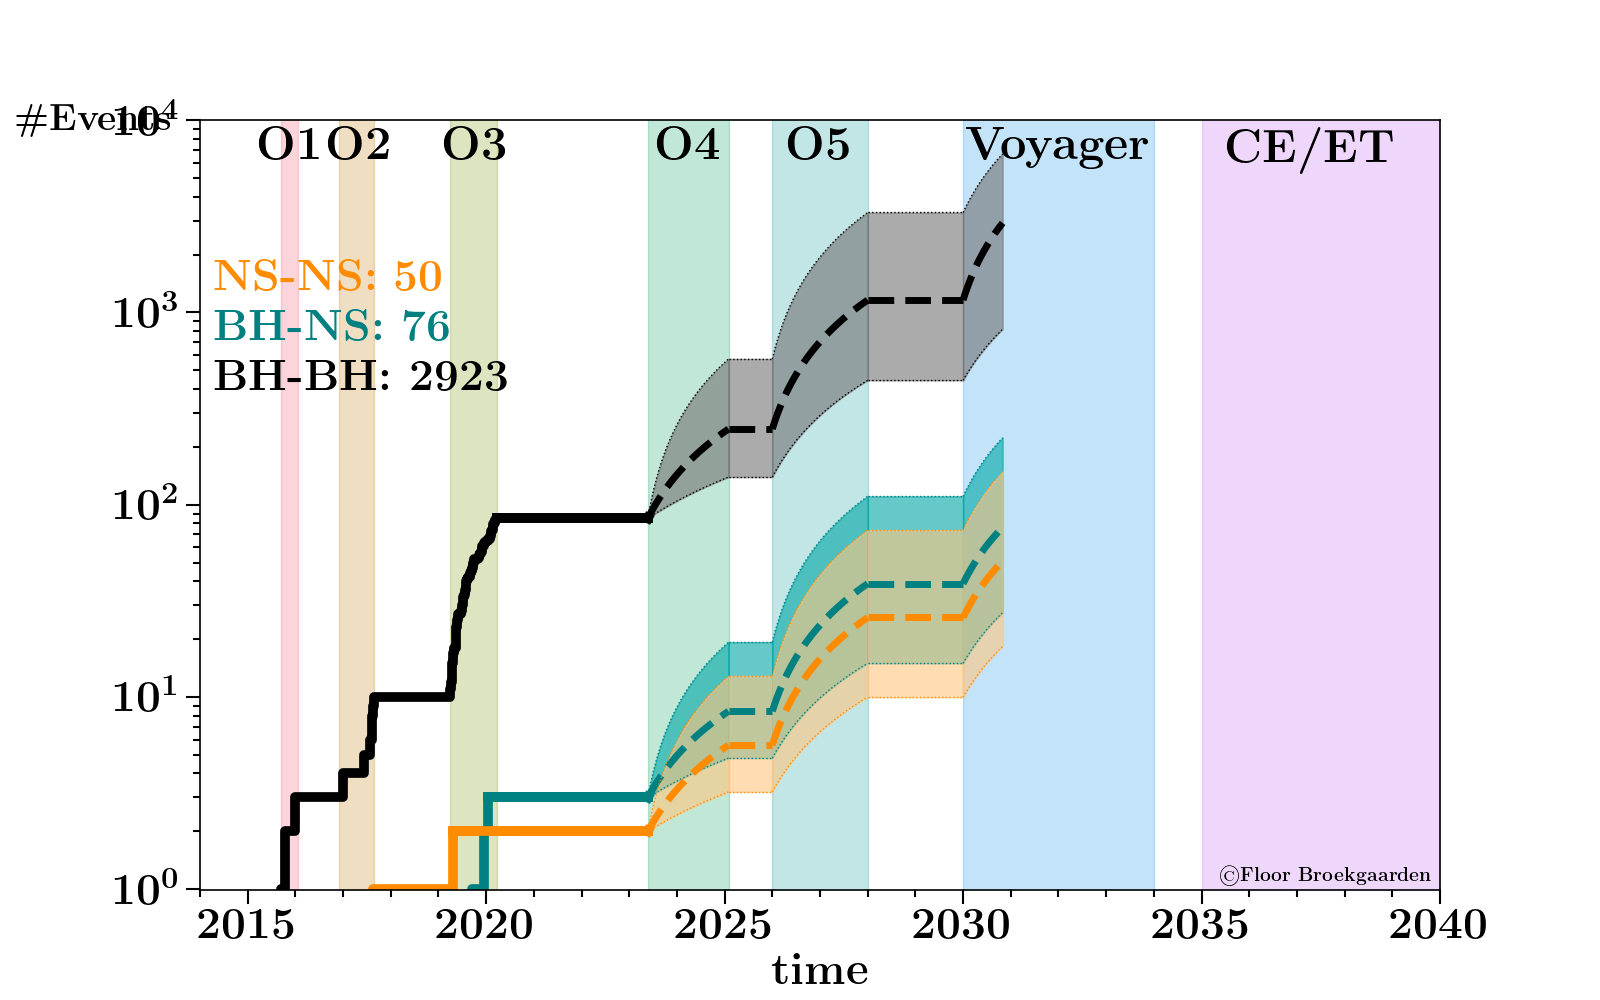 #Events
10^4
O1 O2 O3 O4 O5 Voyager CE/ET
NS-NS: 50
10^3
BH-NS: 76
BH-BH: 2923
10^2
10^1
©Floor Broekgaarden
10^0
2015 2020 2025 2030 2035 2040
time